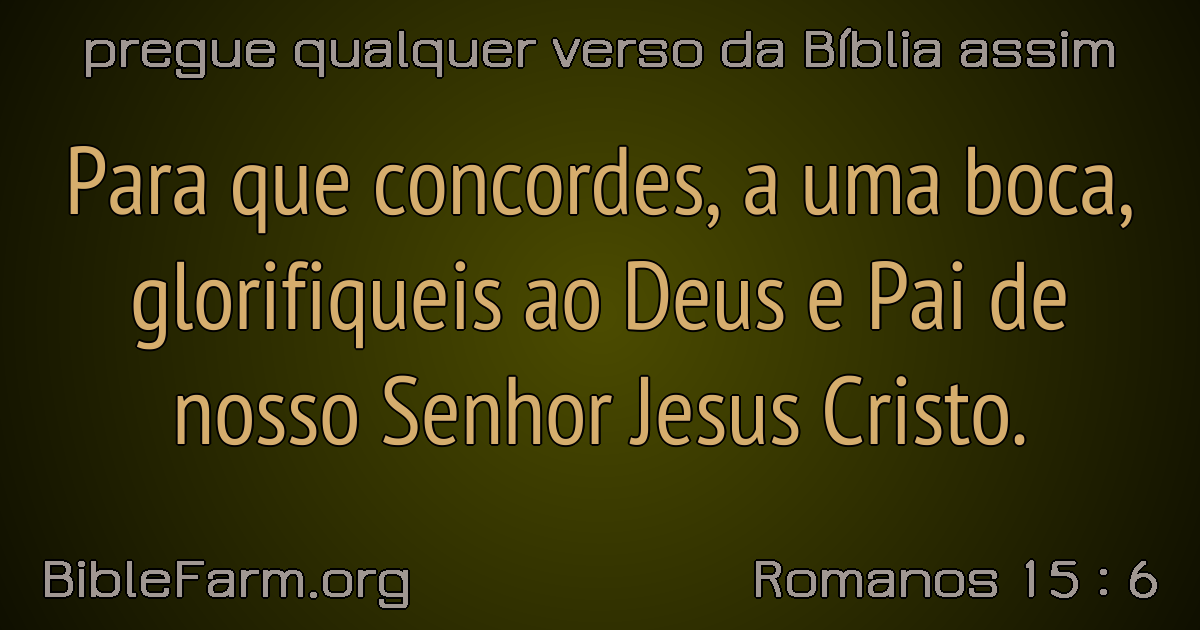 pregue qualquer verso da Bíblia assim
Para que concordes, a uma boca,
glorifiqueis ao Deus e Pai de
nosso Senhor Jesus Cristo.
BibleFarm.org
Romanos 15 : 6